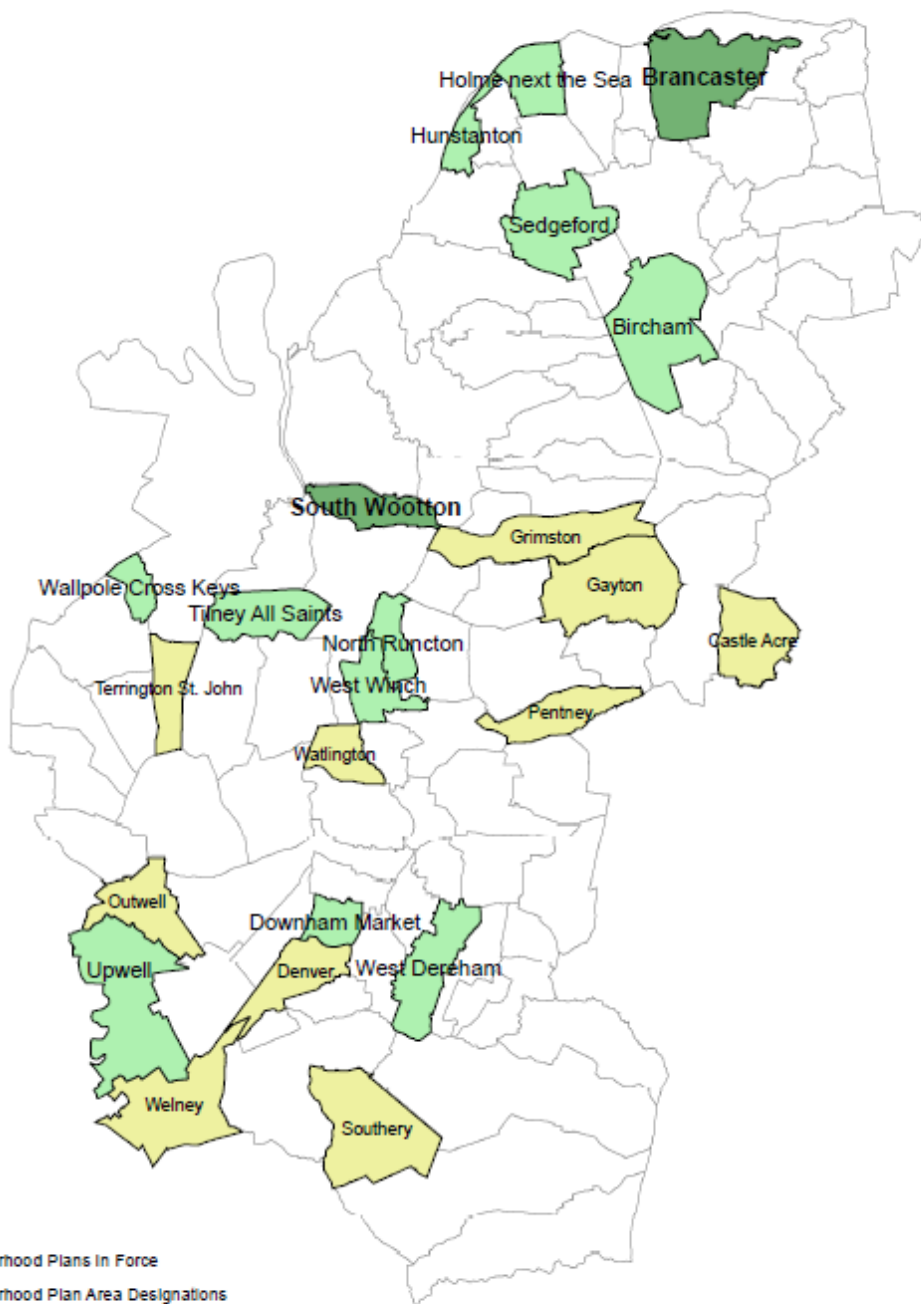 Holme next the Sea
Brancaster
Hunstanton
Sedgeford
Bircham
South Wootton
Grimston
Gayton
Wallpole Cross Keys
Tilney All Saints
North Runcton
Castle Acre
Terrington St. John
West Winch
Pentney
Watlington
Outwell
Downham Market
Upwell
Denver
West Dereham
Welney
Southery
rhood Plans In Force
rhood Plan Area Designations